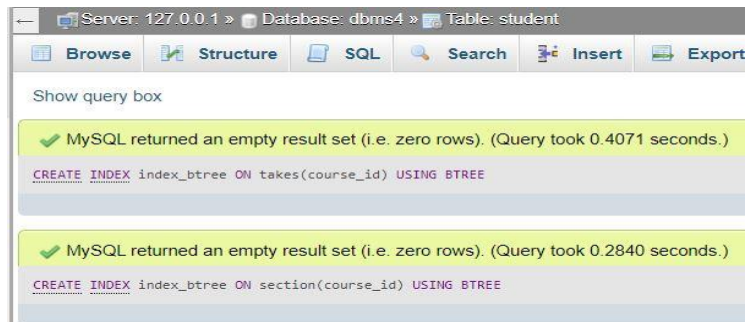 ← Server: 127.0.0.1 » Database: dbms4 » Table: student
Browse Structure SQL Search Insert Export
Show query box
MySQL returned an empty result set (i.e. zero rows). (Query took 0.4071 seconds.)
CREATE INDEX index_btree ON takes(course_id) USING BTREE
MySQL returned an empty result set (i.e. zero rows). (Query took 0.2840 seconds.)
CREATE INDEX index_btree ON section(course_id) USING BTREE